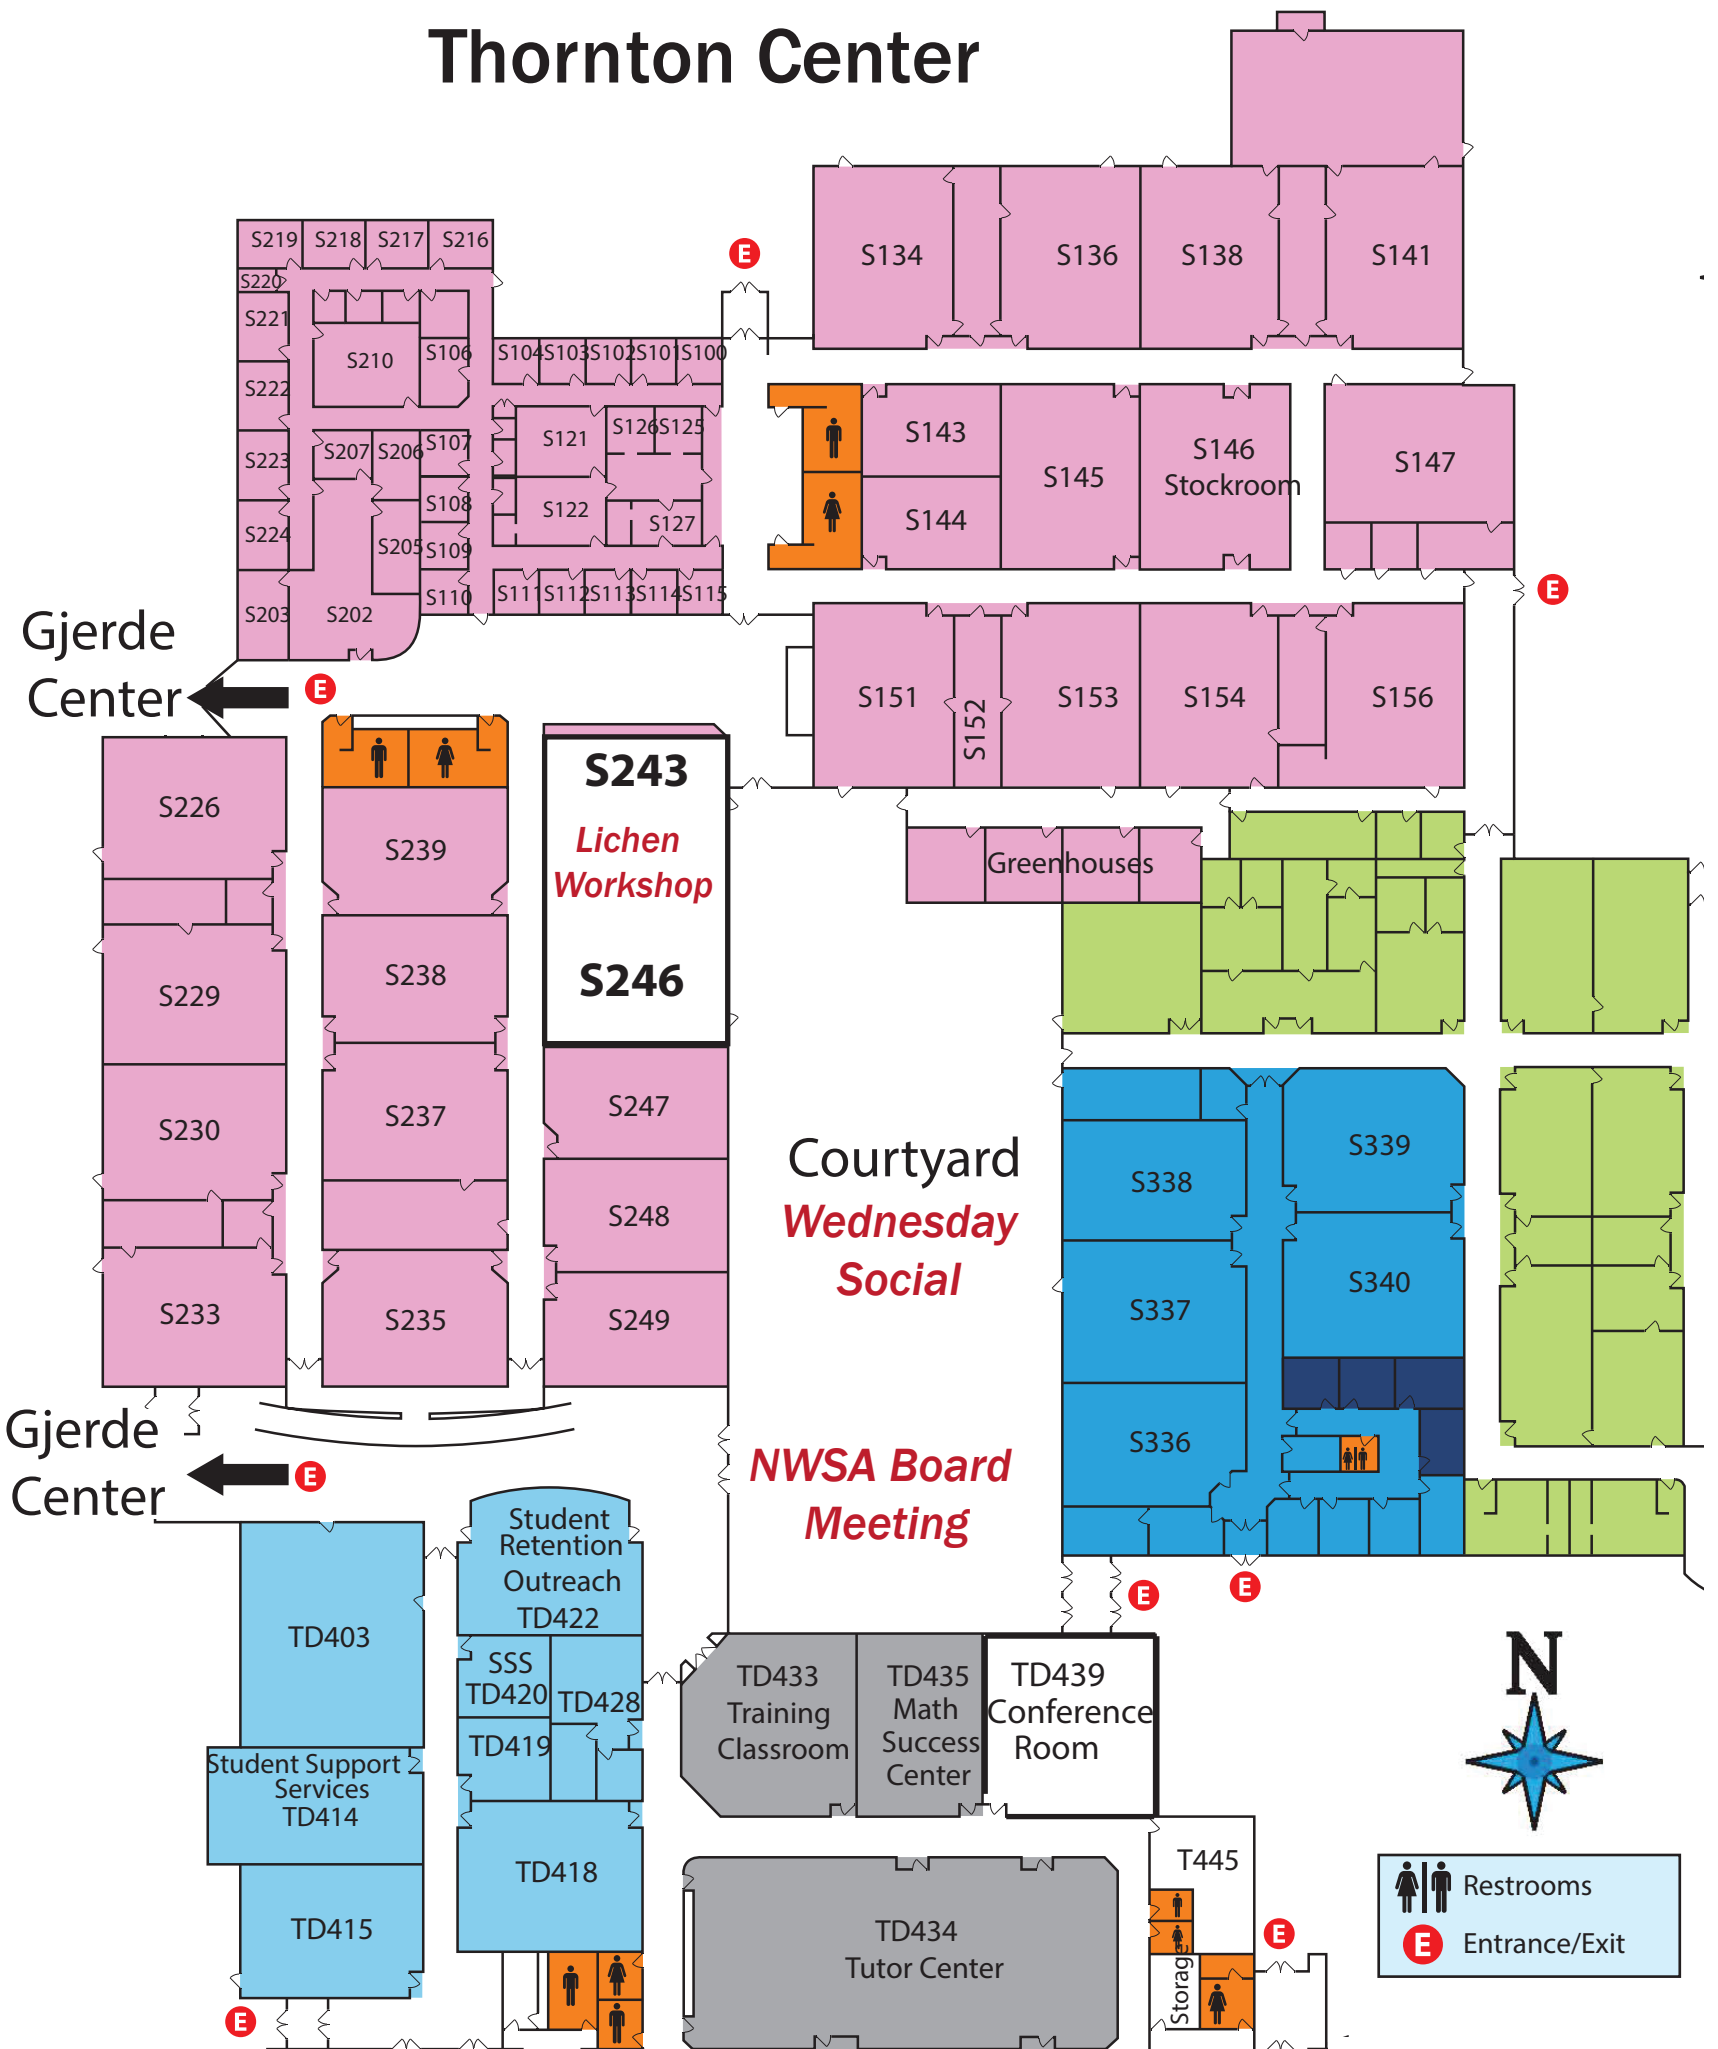 Thornton Center
E
S134
S136
S138
S141
S219
S218
S217
S216
S220
S221
S210
S106
S104
S103
S102
S101
S100
S222
S223
S207
S206
S107
S121
S126
S125
S108
S122
S127
S224
S205
S109
S203
S202
S110
S111
S112
S113
S114
S115
S143
S144
S145
S146
Stockroom
S147
E
Gjerde
Center
E
S151
S152
S153
S154
S156
S226
S239
S243
Lichen
Workshop
S246
Greenhouses
S229
S238
S230
S237
S247
S248
S233
S235
S249
Courtyard
Wednesday
Social
S338
S339
S337
S340
S336
NWSA Board
Meeting
Gjerde
Center
E
E
E
Student
Retention
Outreach
TD422
TD403
SSS
TD420
TD428
TD419
Student Support
Services
TD414
TD418
TD415
E
TD433
Training
Classroom
TD435
Math
Success
Center
TD439
Conference
Room
TD434
Tutor Center
T445
Storage
E
N
Restrooms
E
Entrance/Exit